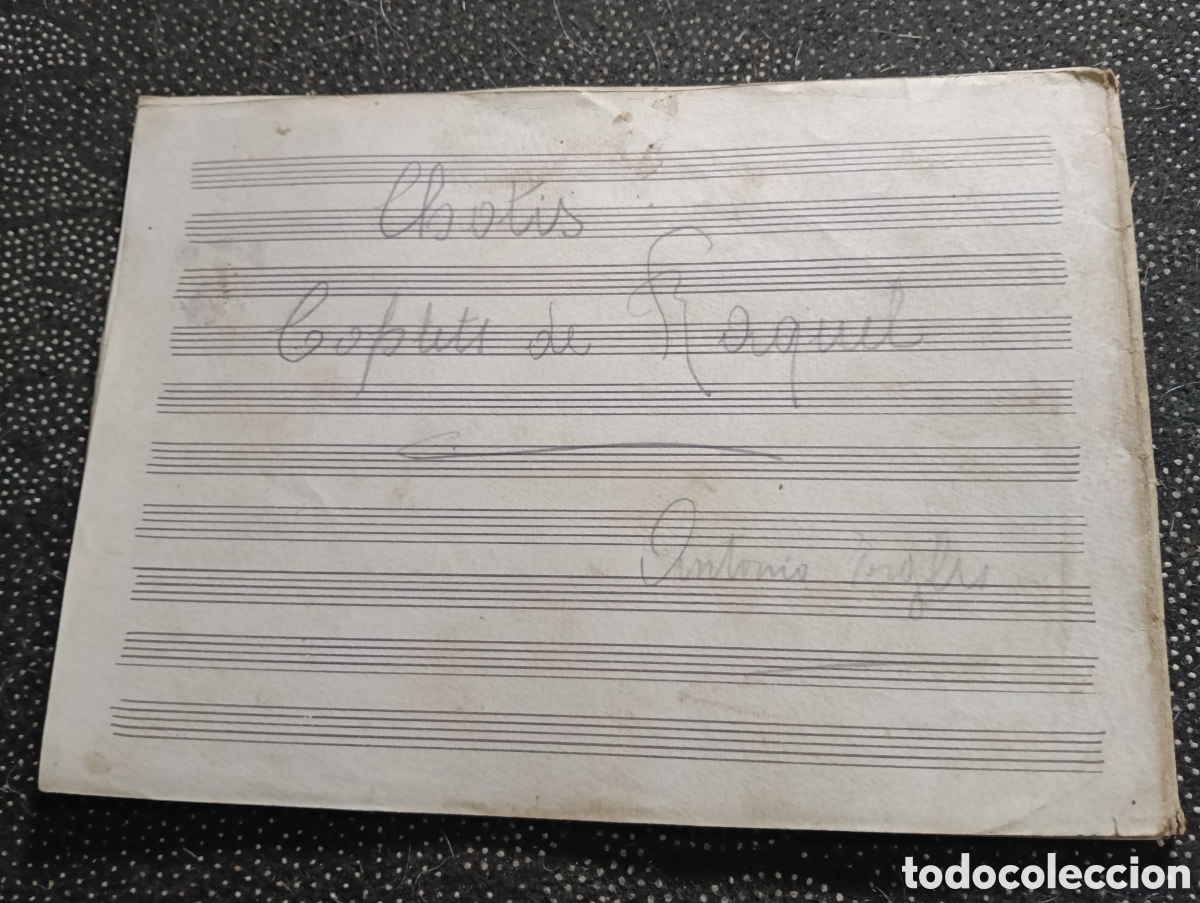 Chotis
Coplets de Raquel
Antonio Inglés
todocoleccion